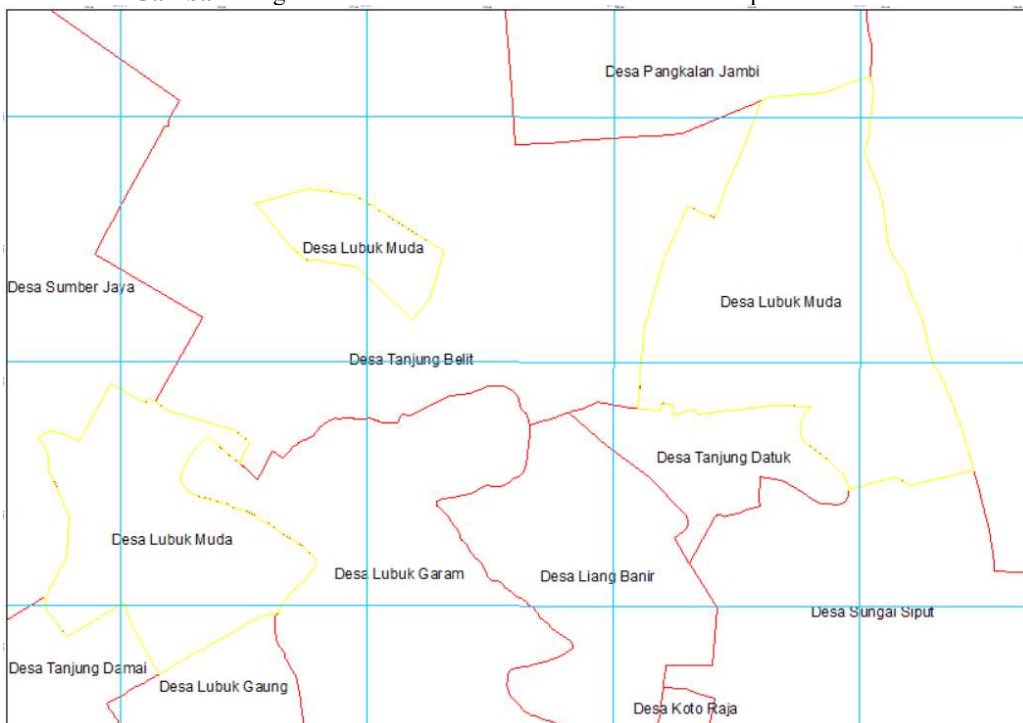 Desa Pangkalan Jambi
Desa Lubuk Muda
Desa Sumber Jaya
Desa Lubuk Muda
Desa Tanjung Belit
Desa Tanjung Datuk
Desa Lubuk Muda
Desa Lubuk Garam
Desa Liang Banir
Desa Sungai Siput
Desa Tanjung Damai
Desa Lubuk Gaung
Desa Koto Raja